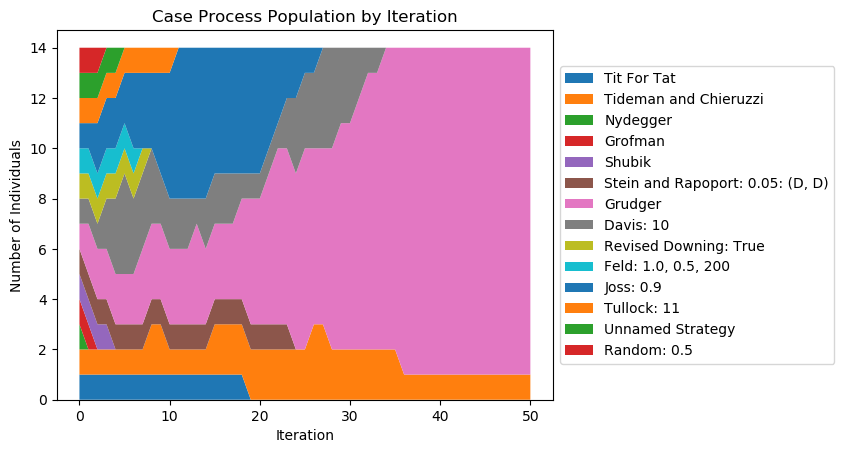 Case Process Population by Iteration
Number of Individuals
14
12
10
8
6
4
2
0
0 10 20 30 40 50
Iteration
Tit For Tat
Tideman and Chieruzzi
Nydegger
Grofman
Shubik
Stein and Rapoport: 0.05: (D, D)
Grudger
Davis: 10
Revised Downing: True
Feld: 1.0, 0.5, 200
Joss: 0.9
Tullock: 11
Unnamed Strategy
Random: 0.5